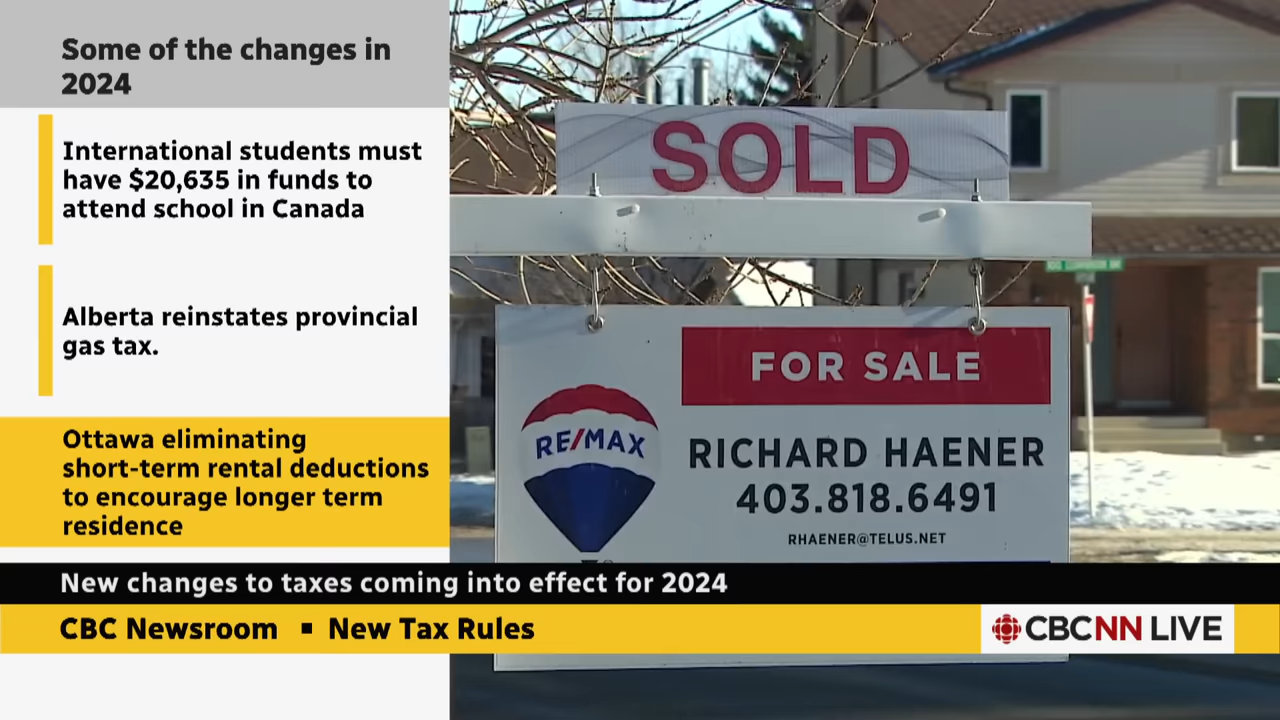 Some of the changes in
2024
International students must
have $20,635 in funds to
attend school in Canada
Alberta reinstates provincial
gas tax.
Ottawa eliminating
short-term rental deductions
to encourage longer term
residence
SOLD
FOR SALE
RE/MAX
RICHARD HAENER
403.818.6491
RHAENER@TELUS.NET
New changes to taxes coming into effect for 2024
CBC Newsroom ▪ New Tax Rules
CBCNN LIVE